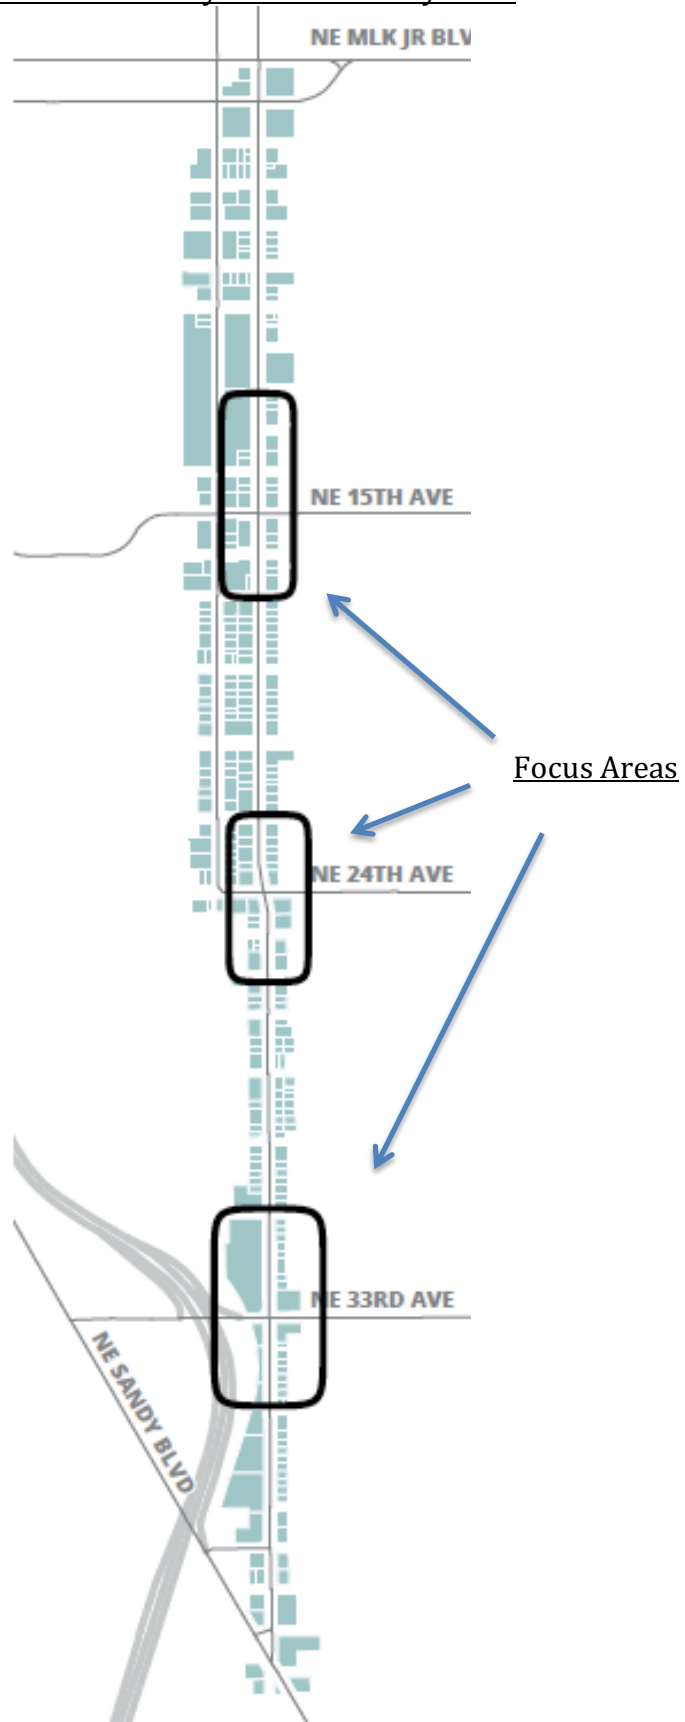 NE MLK JR BLV
NE 15TH AVE
Focus Areas
NE 24TH AVE
NE 33RD AVE
NE SANDY BLVD